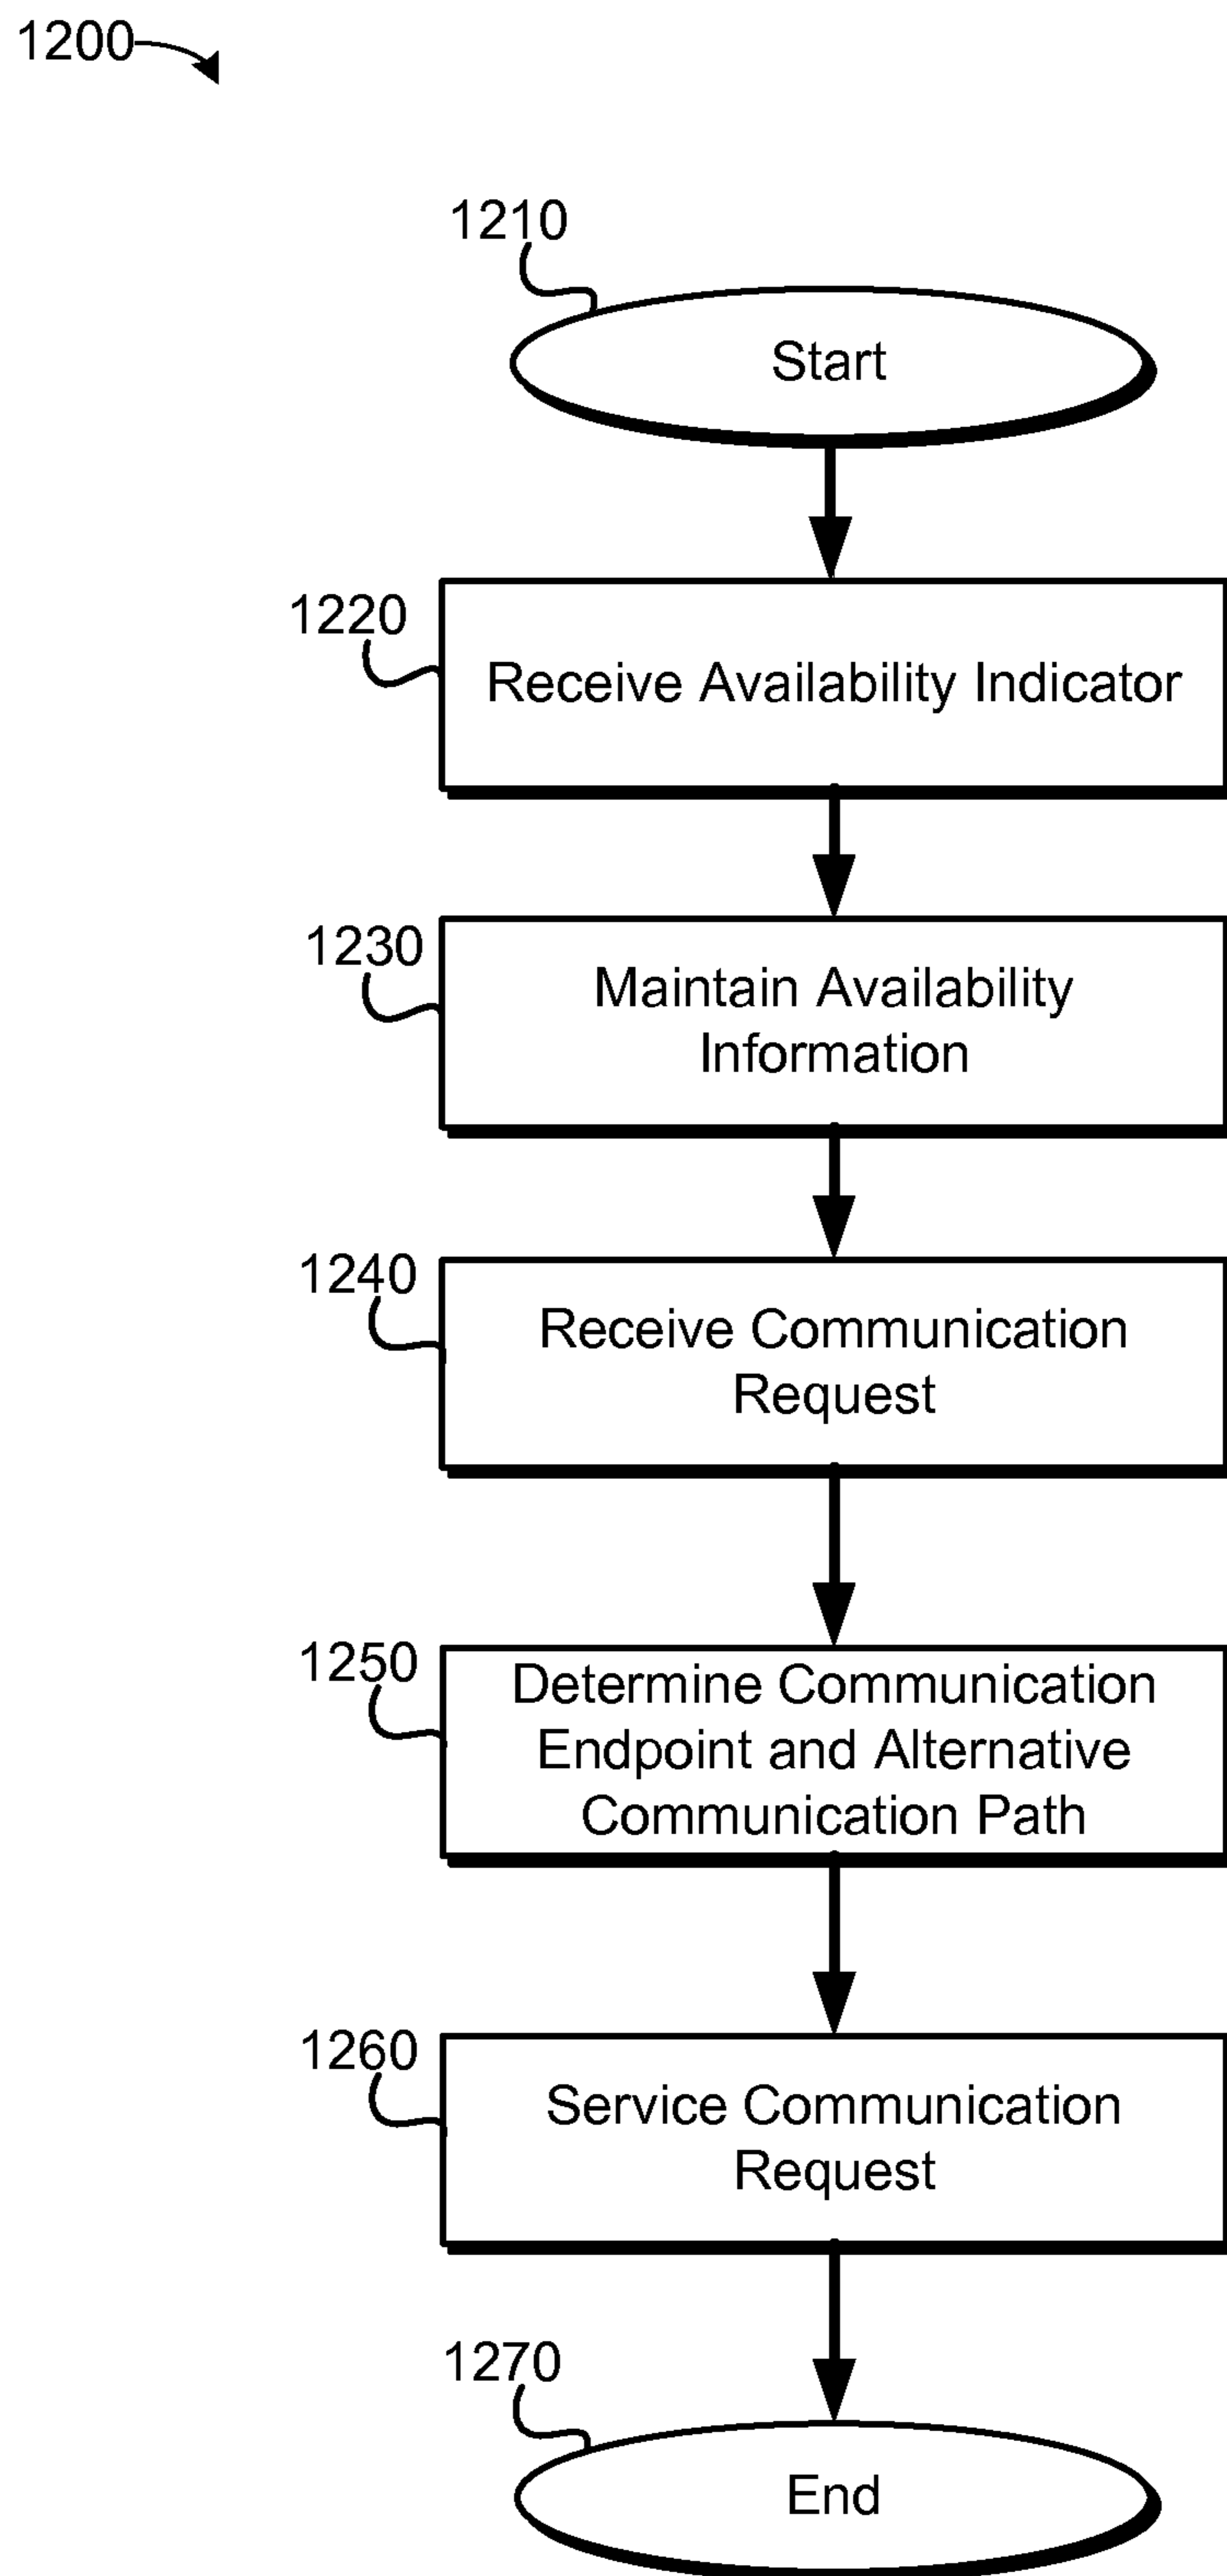 1200
1210
Start
1220
Receive Availability Indicator
1230
Maintain Availability
Information
1240
Receive Communication
Request
1250
Determine Communication
Endpoint and Alternative
Communication Path
1260
Service Communication
Request
1270
End